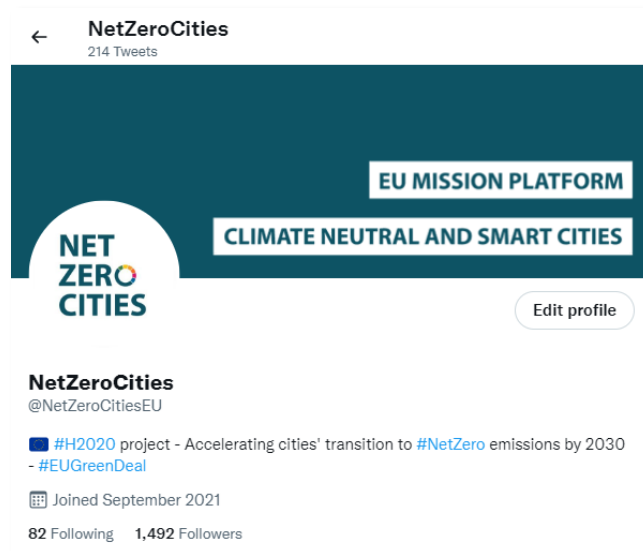 NetZeroCities
214 Tweets
EU MISSION PLATFORM
CLIMATE NEUTRAL AND SMART CITIES
NET
ZERO
CITIES
Edit profile
NetZeroCities
@NetZeroCitiesEU
🇪🇺 #H2020 project - Accelerating cities' transition to #NetZero emissions by 2030
- #EUGreenDeal
Joined September 2021
82 Following 1,492 Followers